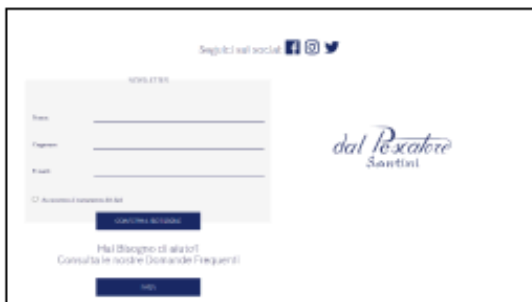 Seguici sui social
NEWSLETTER
Nome
Cognome
E-mail
CONFERMA ISCRIZIONE
Hai Bisogno di aiuto?
Consulta le nostre Domande Frequenti
FAQ's
dal Pescatore
Santini